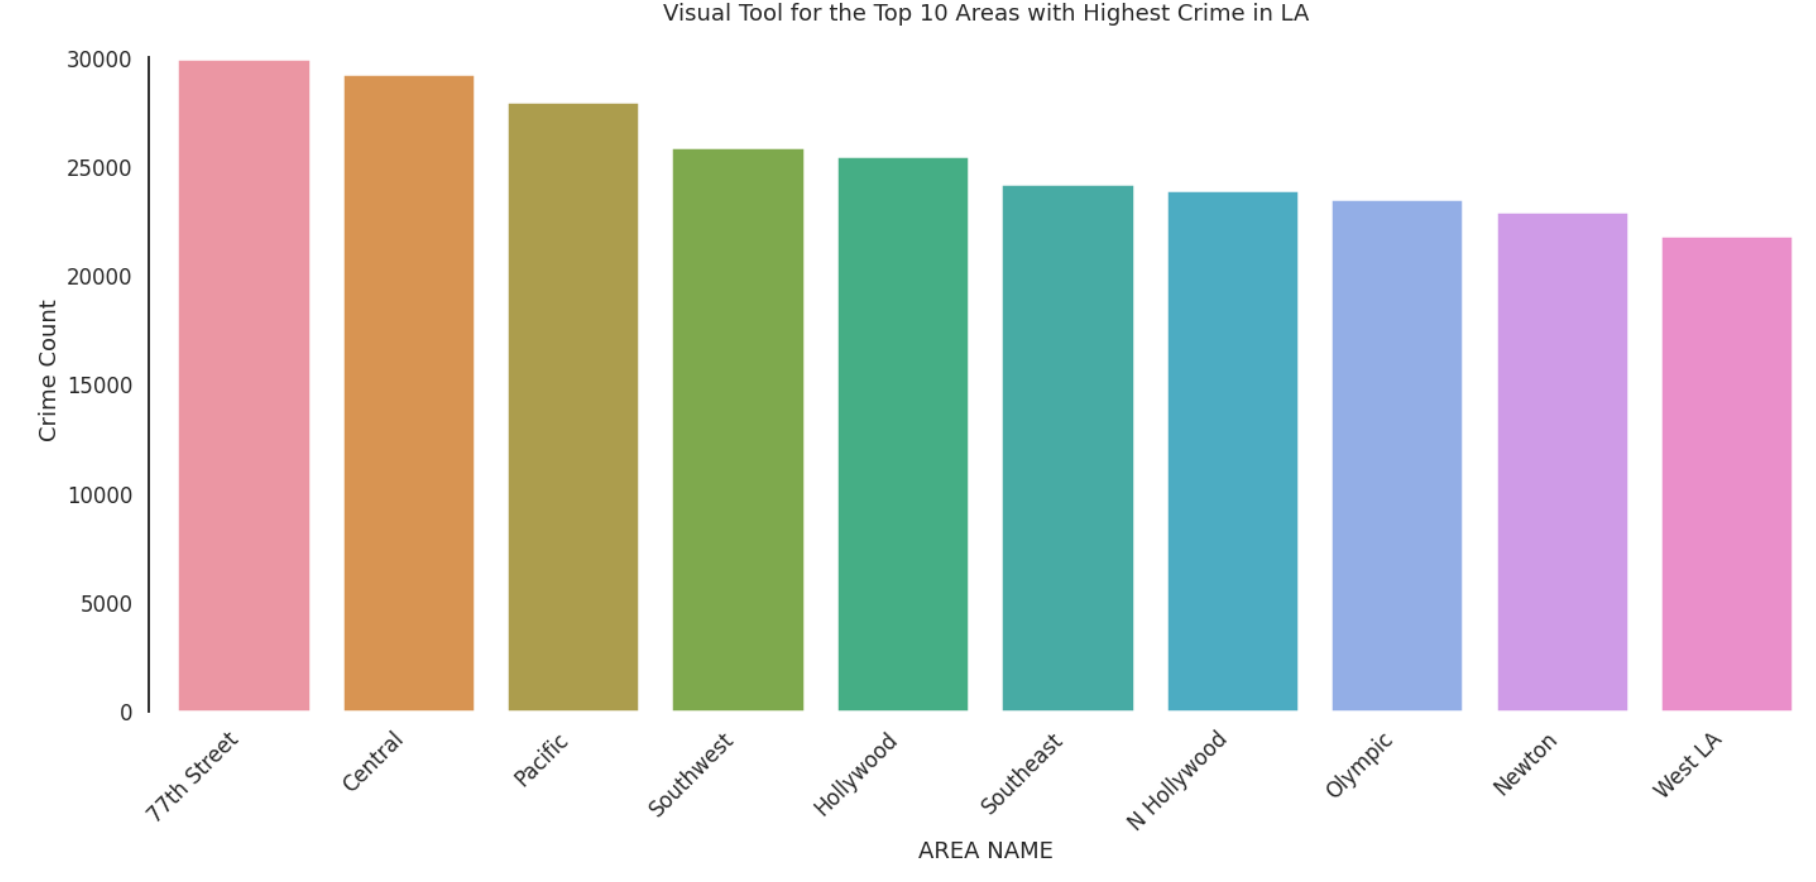 Visual Tool for the Top 10 Areas with Highest Crime in LA
30000
25000
20000
15000
10000
5000
0
Crime Count
77th Street
Central
Pacific
Southwest
Hollywood
Southeast
N Hollywood
Olympic
Newton
West LA
AREA NAME